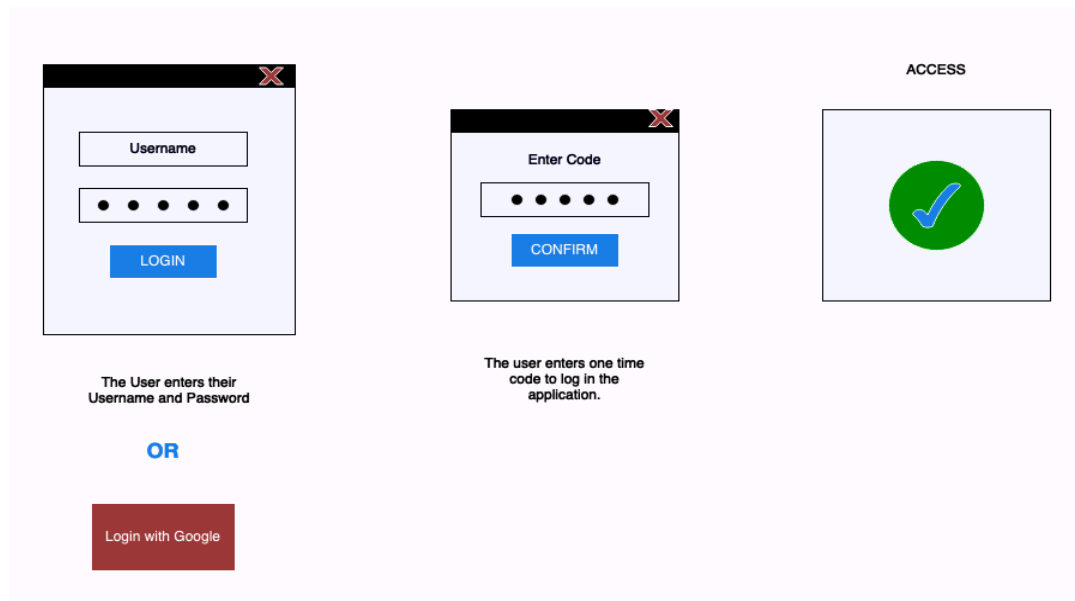 Username
LOGIN
The User enters their
Username and Password
OR
Login with Google
Enter Code
CONFIRM
The user enters one time
code to log in the
application.
ACCESS